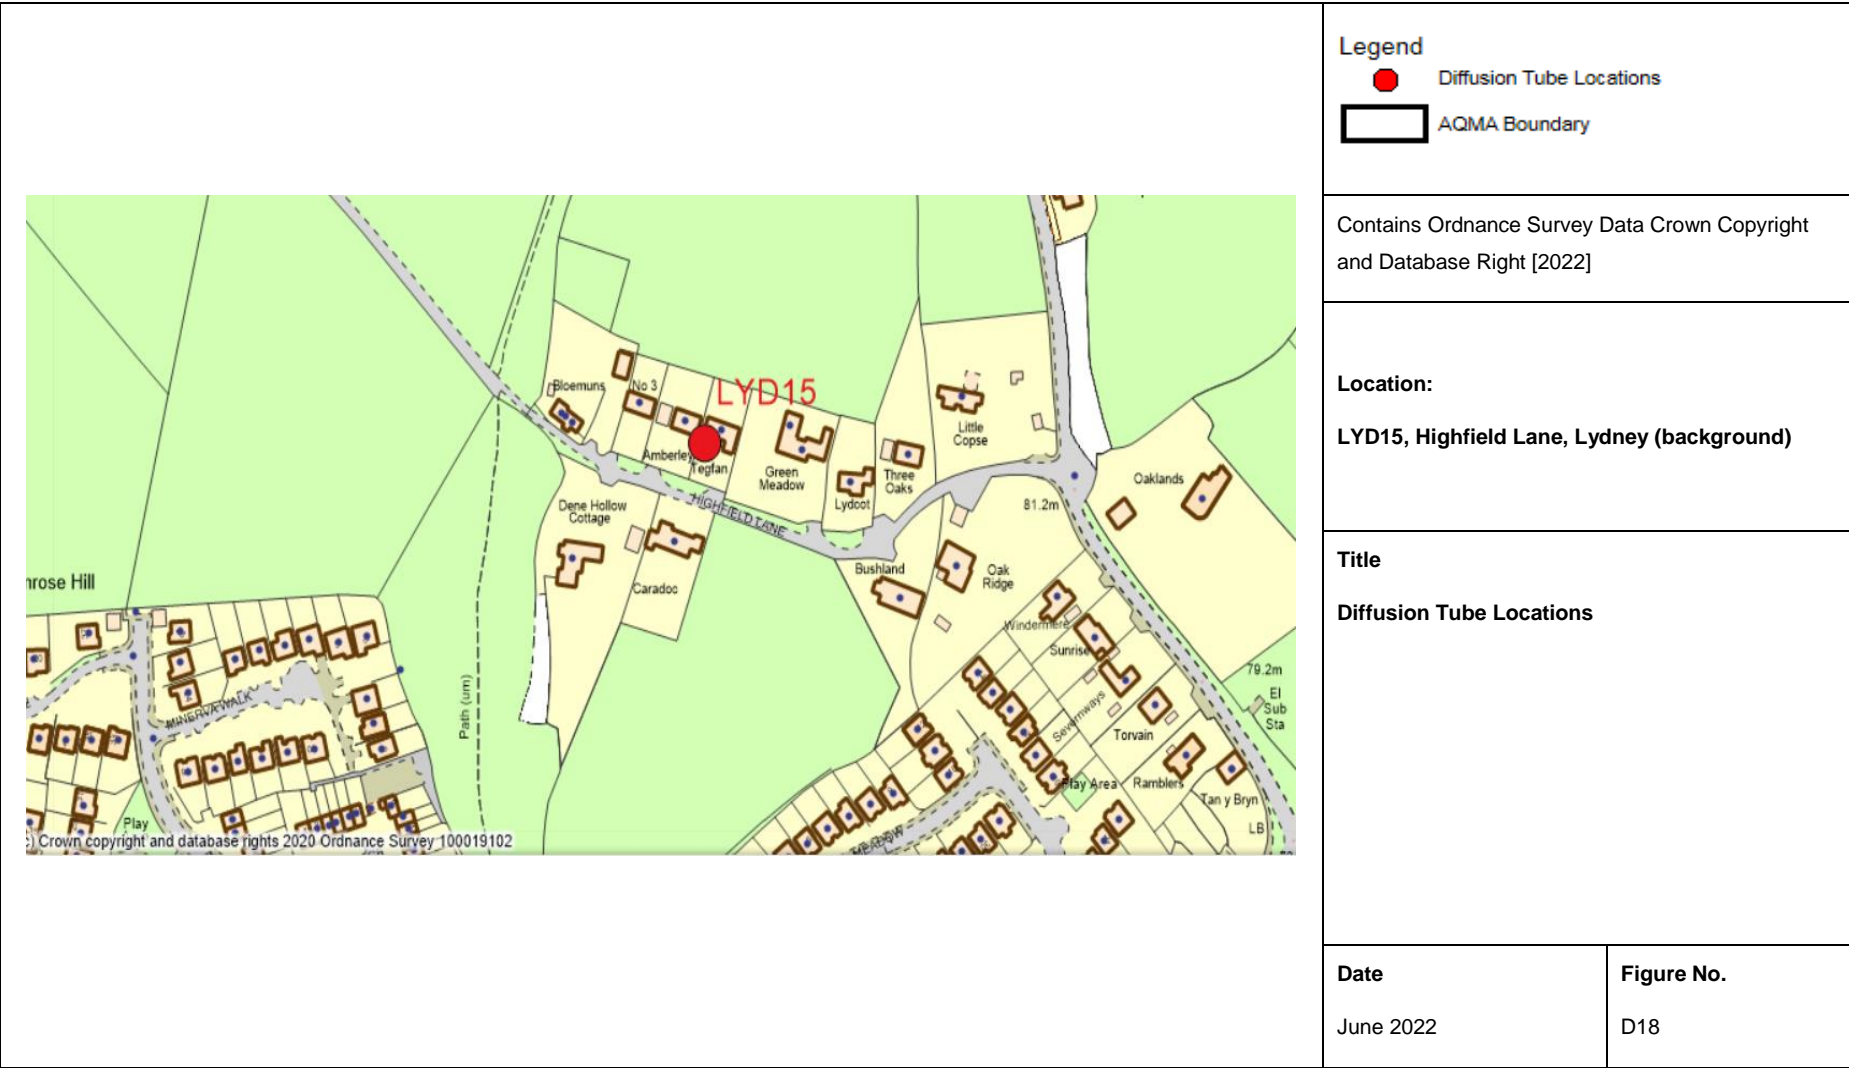 Legend
Diffusion Tube Locations
AQMA Boundary
Contains Ordnance Survey Data Crown Copyright
and Database Right [2022]
Location:
LYD15, Highfield Lane, Lydney (background)
Title
Diffusion Tube Locations
Date
June 2022
Figure No.
D18
LYD15
Bloemuns
No 3
Amberley
Tegfan
Green
Meadow
Lydcot
Three
Oaks
Little
Copse
Oaklands
81.2m
HIGHFIELD LANE
Dene Hollow
Cottage
Caradoc
Bushland
Oak
Ridge
Windermere
Sunrise
Severnways
Torvain
79.2m
El
Sub
Sta
Play Area
Ramblers
Tan y Bryn
LB
nrose Hill
MINERVA WALK
Path (um)
Play
MEADOW
) Crown copyright and database rights 2020 Ordnance Survey 100019102